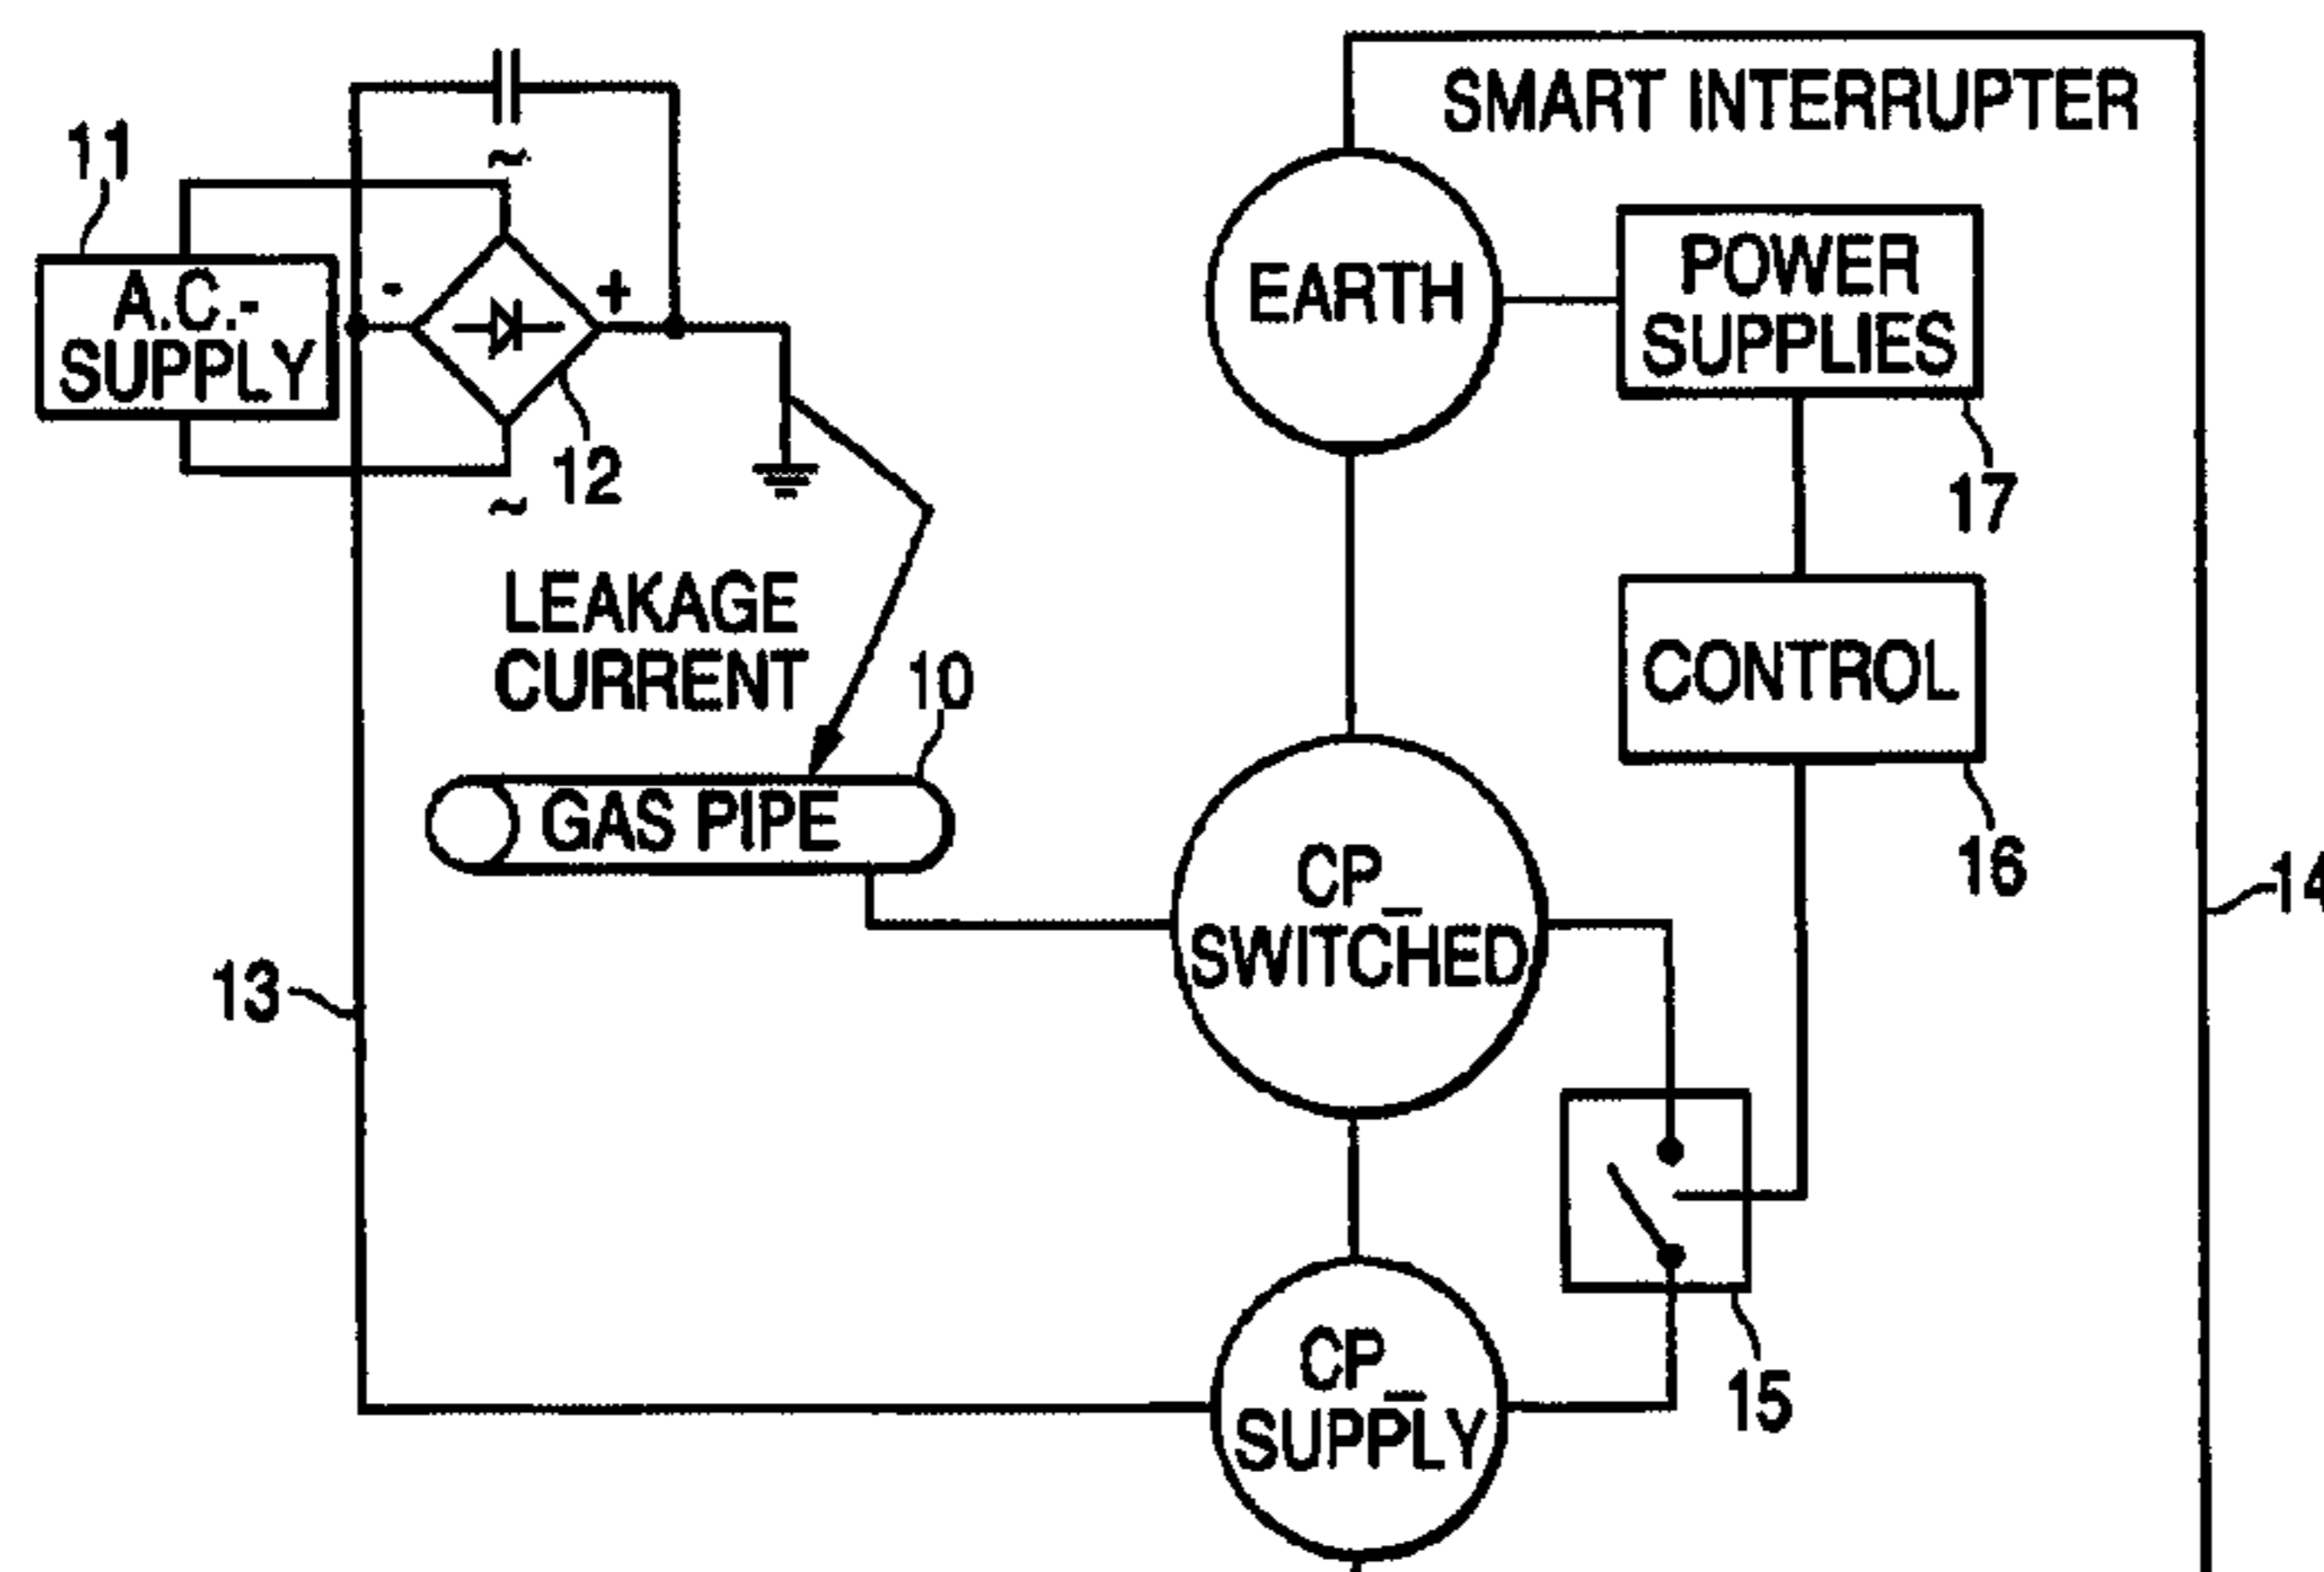 SMART INTERRUPTER
11
~
A.C.-
SUPPLY
-
+
12
~
EARTH
POWER
SUPPLIES
17
LEAKAGE
CURRENT
10
CONTROL
GAS PIPE
16
CP_
SWITCHED
14
13
CP_
SUPPLY
15